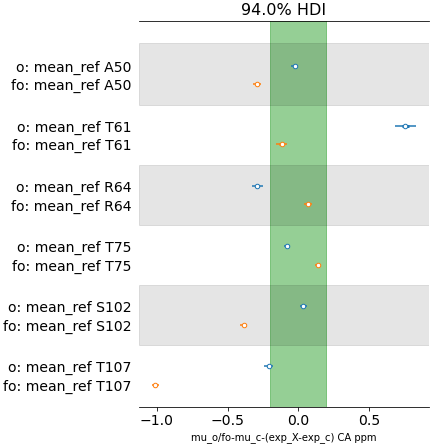 94.0% HDI
o: mean_ref A50
fo: mean_ref A50
o: mean_ref T61
fo: mean_ref T61
o: mean_ref R64
fo: mean_ref R64
o: mean_ref T75
fo: mean_ref T75
o: mean_ref S102
fo: mean_ref S102
o: mean_ref T107
fo: mean_ref T107
−1.0 −0.5 0.0 0.5
mu_o/fo-mu_c-(exp_X-exp_c) CA ppm